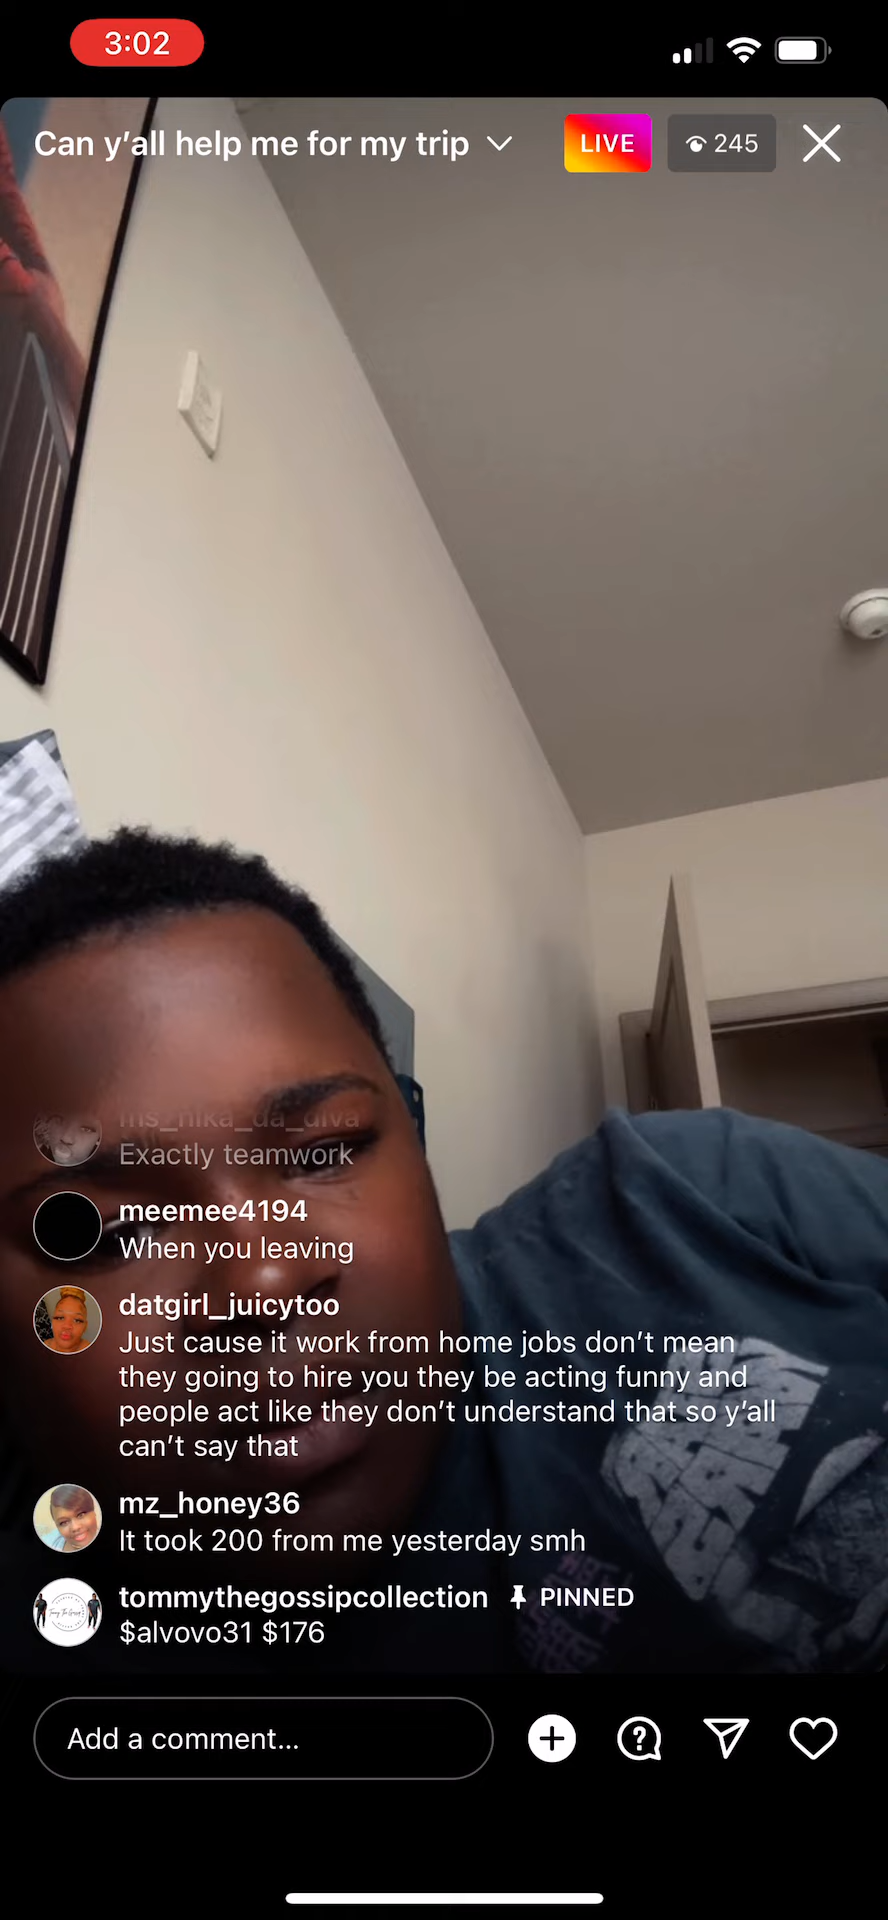 3:02
Can y’all help me for my trip
LIVE
245
ms_nika_da_diva
Exactly teamwork
meemee4194
When you leaving
datgirl_juicytoo
Just cause it work from home jobs don’t mean
they going to hire you they be acting funny and
people act like they don’t understand that so y’all
can’t say that
mz_honey36
It took 200 from me yesterday smh
tommythegossipcollection PINNED
$alvovo31 $176
Add a comment...